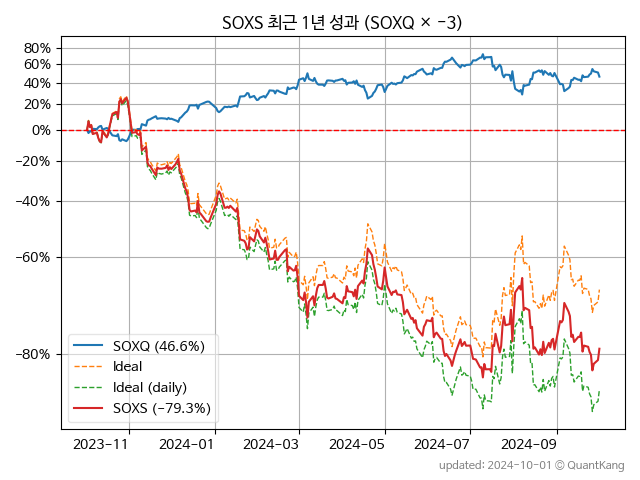 SOXS 최근 1년 성과 (SOXQ × −3)
80%
60%
40%
20%
0%
−20%
−40%
−60%
−80%
SOXQ (46.6%)
Ideal
Ideal (daily)
SOXS (−79.3%)
2023−11
2024−01
2024−03
2024−05
2024−07
2024−09
updated: 2024−10−01 © QuantKang